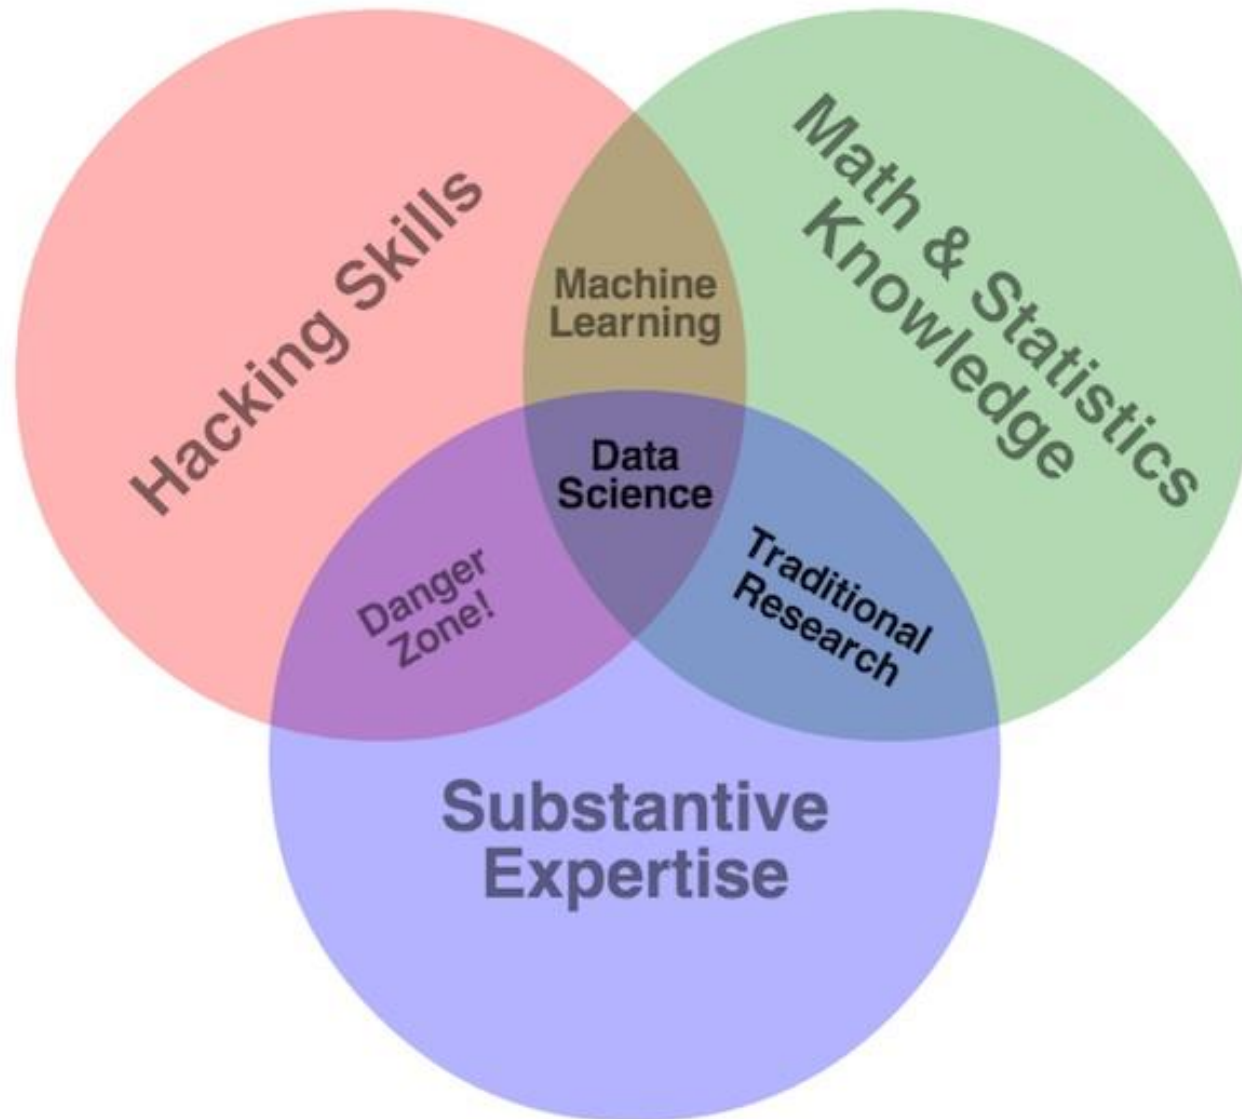 Hacking Skills
Math & Statistics
Knowledge
Machine
Learning
Data
Science
Danger
Zone!
Traditional
Research
Substantive
Expertise